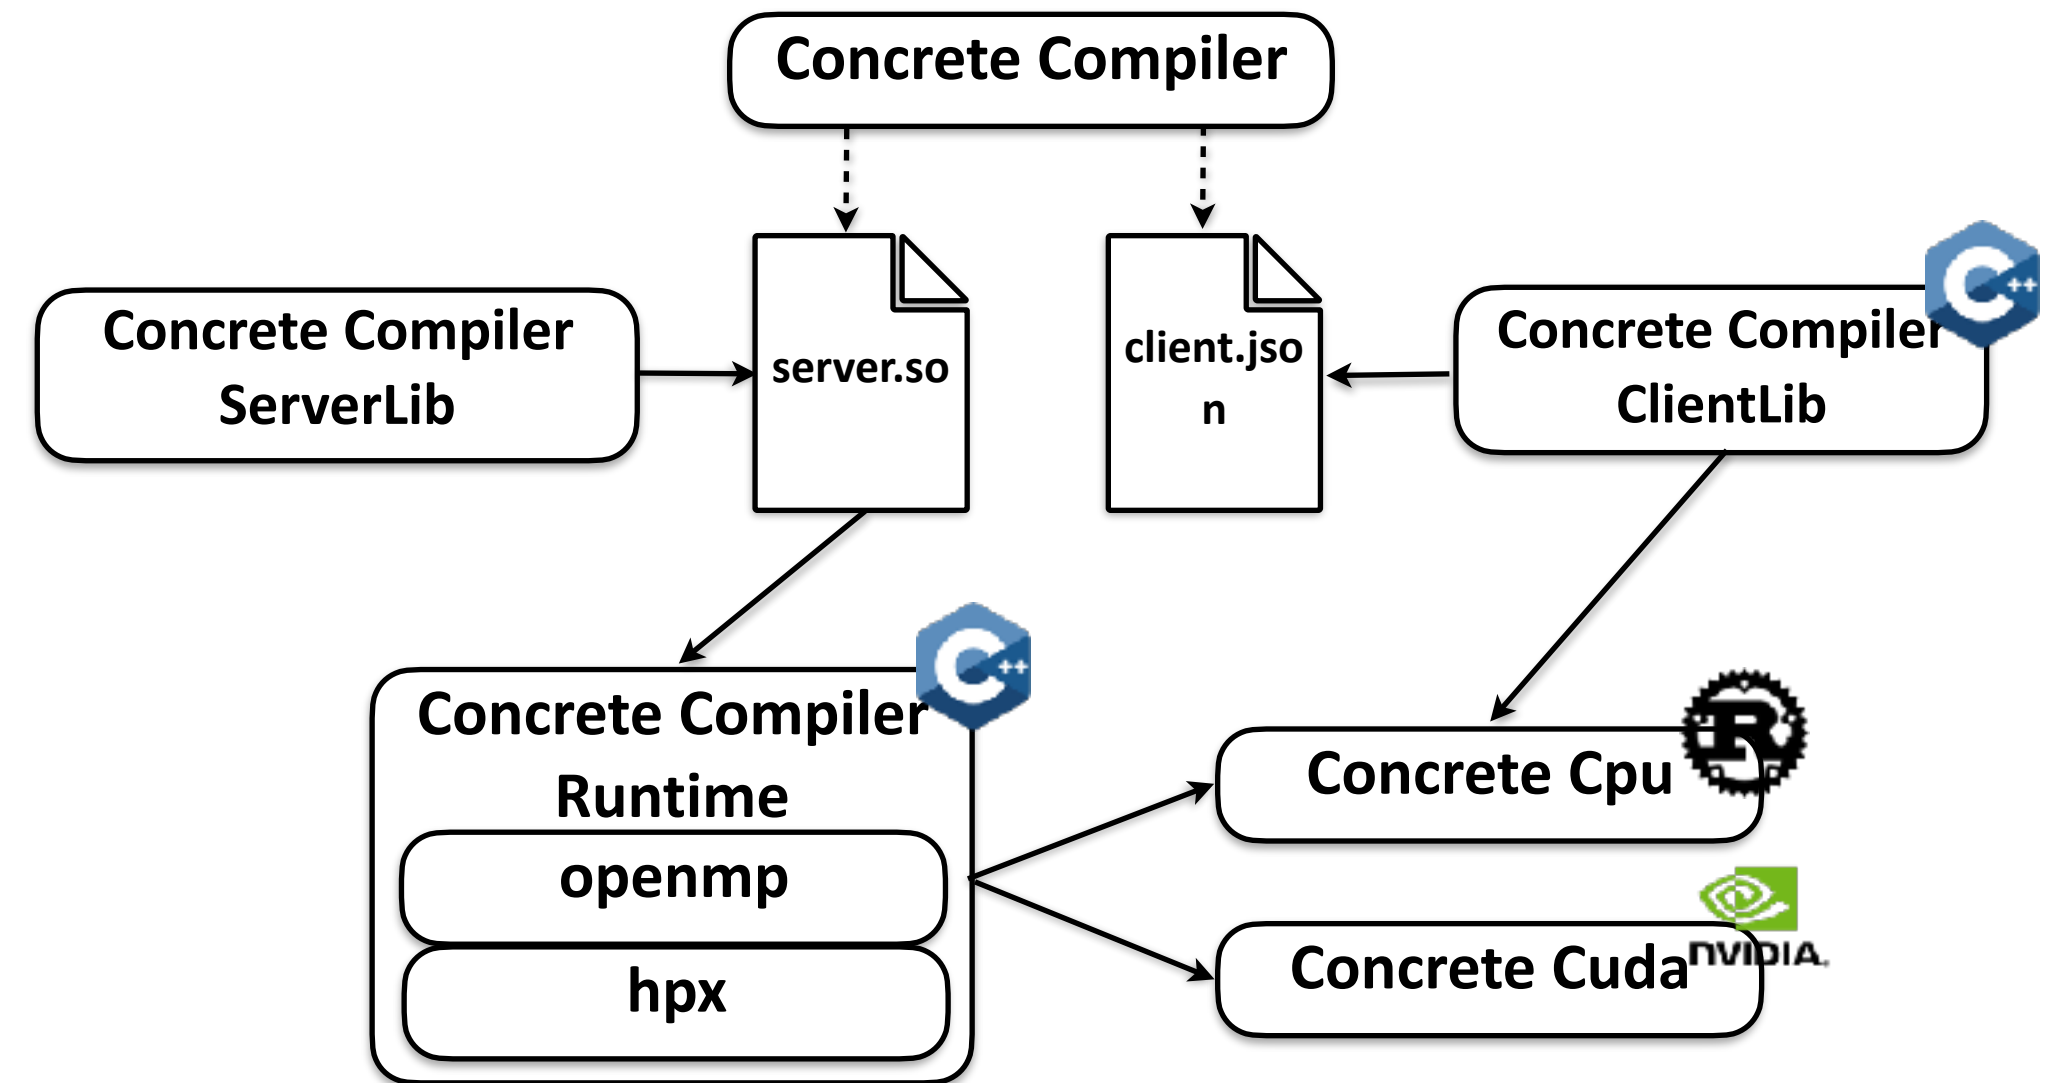 Concrete Compiler
Concrete Compiler
ServerLib
server.so
client.jso
n
Concrete Compiler
ClientLib
C++
Concrete Compiler
Runtime
C++
openmp
hpx
Concrete Cpu
R
Concrete Cuda
NVIDIA.